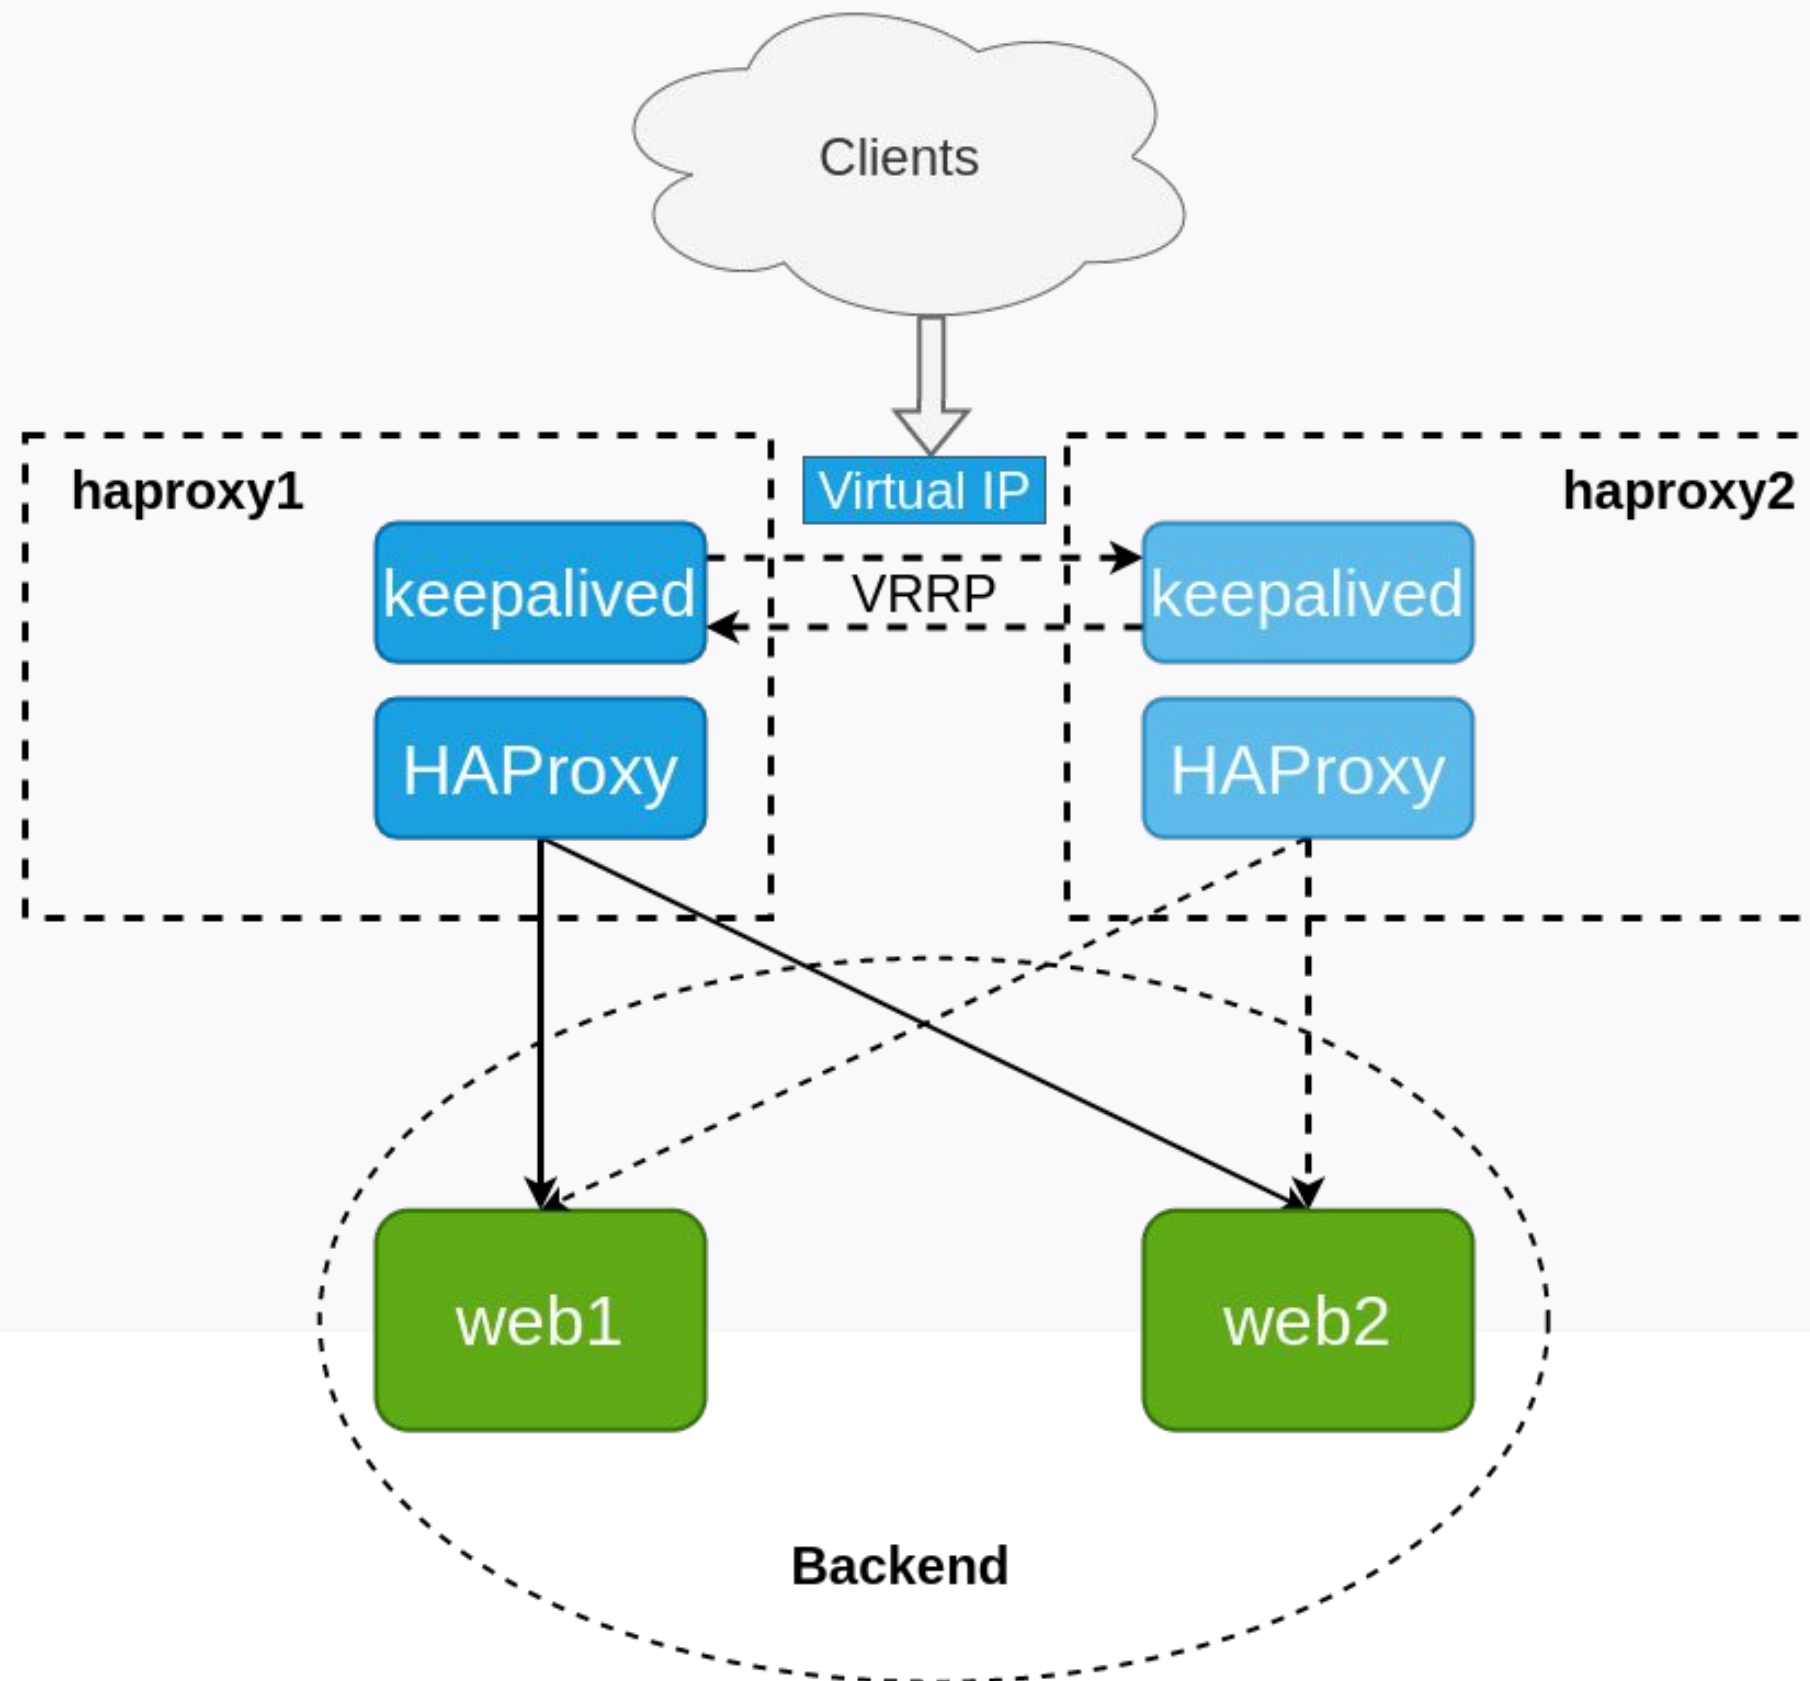 Clients
Virtual IP
haproxy1
haproxy2
keepalived
VRRP
keepalived
HAProxy
HAProxy
web1
web2
Backend